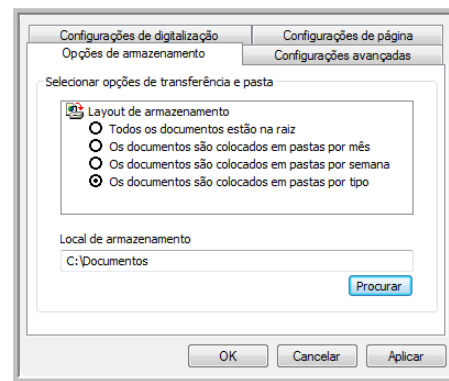 Configurações de digitalização
Configurações de página
Opções de armazenamento
Configurações avançadas
Selecionar opções de transferência e pasta
Layout de armazenamento
Todos os documentos estão na raiz
Os documentos são colocados em pastas por mês
Os documentos são colocados em pastas por semana
Os documentos são colocados em pastas por tipo
Local de armazenamento
C:\Documentos
Procurar
OK
Cancelar
Aplicar